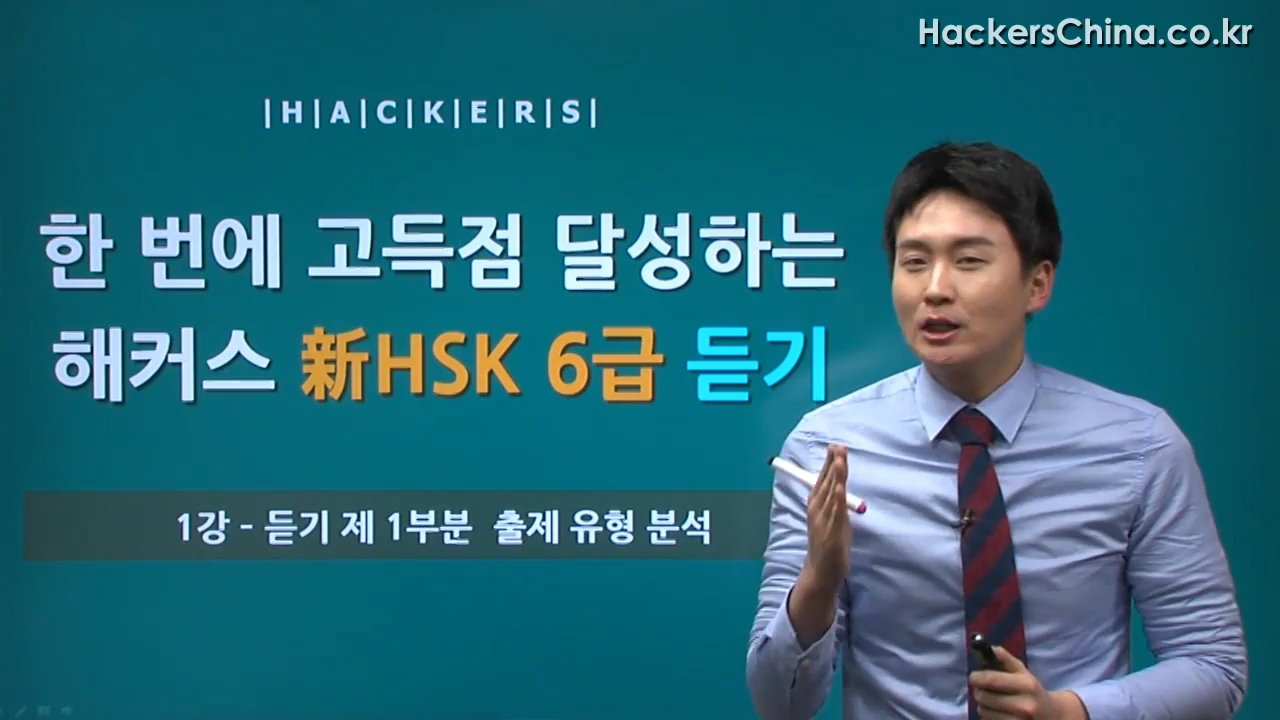 HackersChina.co.kr
|H|A|C|K|E|R|S|
한 번에 고득점 달성하는
해커스 新HSK 6급 듣기
1강 - 듣기 제 1부분 출제 유형 분석